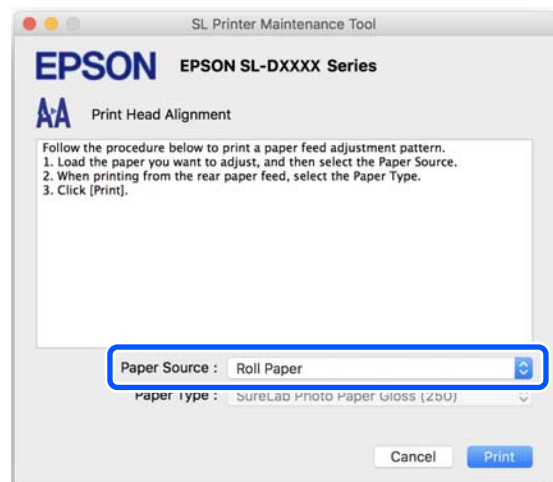 SL Printer Maintenance Tool
EPSON
EPSON SL-DXXXX Series
A A
Print Head Alignment
Follow the procedure below to print a paper feed adjustment pattern.
1. Load the paper you want to adjust, and then select the Paper Source.
2. When printing from the rear paper feed, select the Paper Type.
3. Click [Print].
Paper Source : Roll Paper
Paper Type : SureLab Photo Paper Gloss (250)
Cancel Print